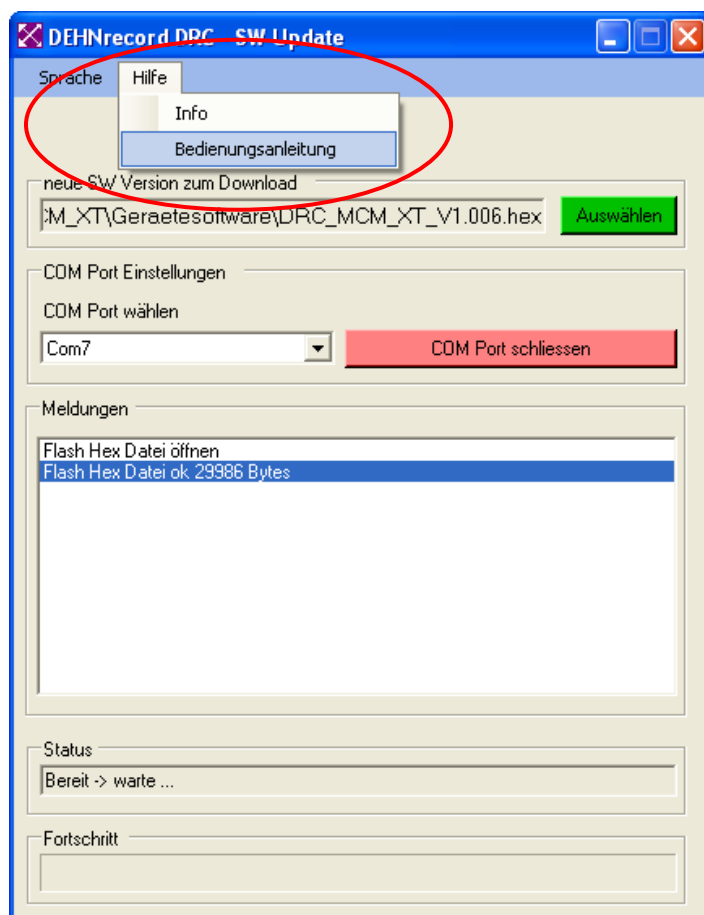 DEHNrecord DRC - SW Update
Sprache Hilfe
Info
Bedienungsanleitung
neue SW Version zum Download
:M_XT\Geraetesoftware\DRC_MCM_XT_V1.006.hex Auswählen
COM Port Einstellungen
COM Port wählen
Com7 COM Port schliessen
Meldungen
Flash Hex Datei öffnen
Flash Hex Datei ok 29986 Bytes
Status
Bereit -> warte ...
Fortschritt